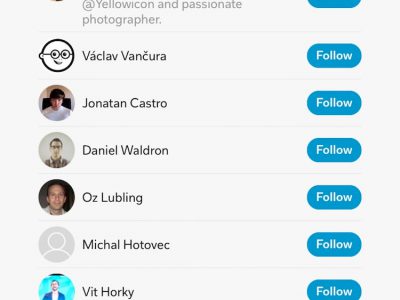 @Yellowicon and passionate
photographer.
Václav Vančura
Follow
Jonatan Castro
Follow
Daniel Waldron
Follow
Oz Lubling
Follow
Michal Hotovec
Follow
Vit Horky
Follow